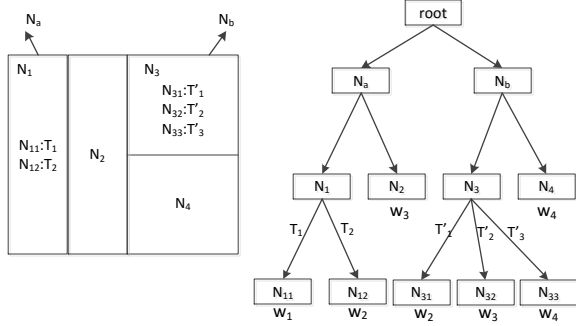 Nₐ
N_b
N₁
N₁₁:T₁
N₁₂:T₂
N₂
N₃
N₃₁:T'₁
N₃₂:T'₂
N₃₃:T'₃
N₄
root
Nₐ
N_b
N₁
N₂
N₃
N₄
w₃
w₄
T₁
T₂
T'₁
T'₂
T'₃
N₁₁
N₁₂
N₃₁
N₃₂
N₃₃
w₁
w₂
w₂
w₃
w₄